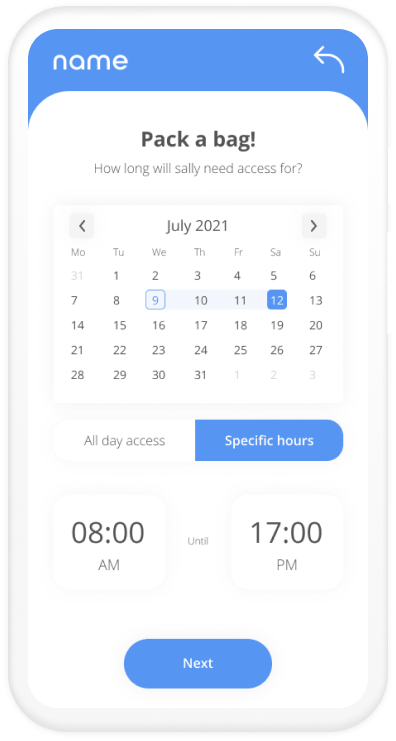 name
Pack a bag!
How long will sally need access for?
July 2021
Mo Tu We Th Fr Sa Su
31 1 2 3 4 5 6
7 8 9 10 11 12 13
14 15 16 17 18 19 20
21 22 23 24 25 26 27
28 29 30 31 1 2 3
All day access Specific hours
08:00 Until 17:00
AM PM
Next